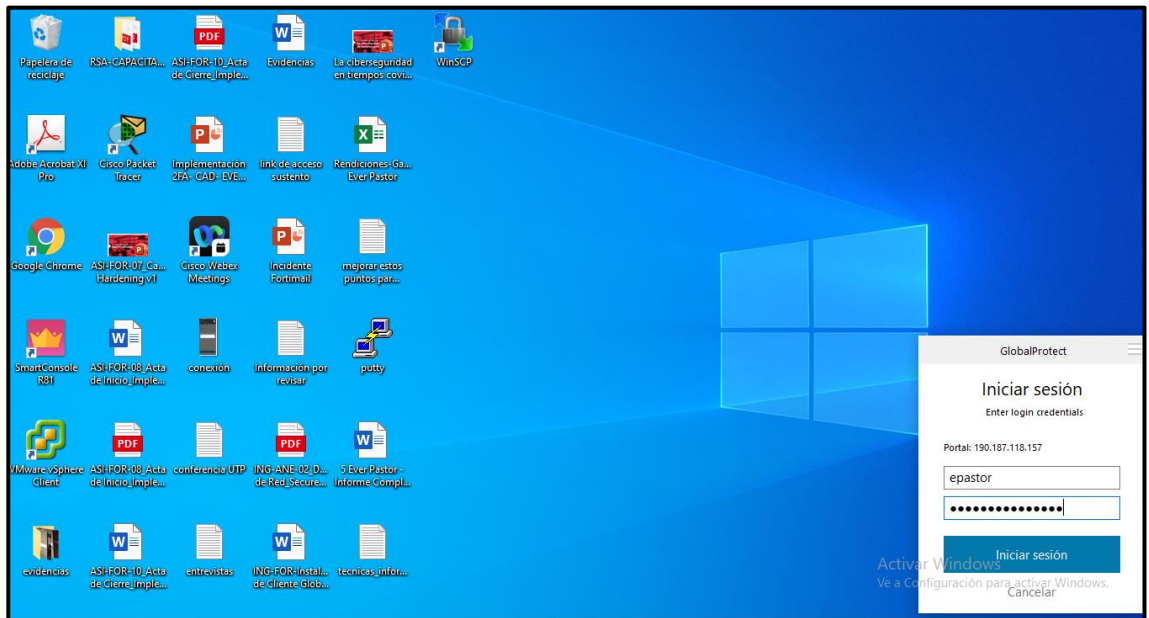 Papelera de
reciclaje
RSA-CAPACITA...
ASI-FOR-10_Acta
de Cierre_Imple...
Evidencias
La ciberseguridad
en tiempos covi...
WinSCP
Adobe Acrobat XI
Pro
Cisco Packet
Tracer
Implementación
2FA- CAD- EVE...
link de acceso
sustento
Rendiciones-Ga...
Ever Pastor
Google Chrome
ASI-FOR-07_Ca...
Hardening v1
Cisco Webex
Meetings
Incidente
Fortimail
mejorar estos
puntos par...
SmartConsole
R81
ASI-FOR-08_Acta
de Inicio_Imple...
conexión
Información por
revisar
putty
VMware vSphere
Client
ASI-FOR-08_Acta
de Inicio_Imple...
conferencia UTP
ING-ANE-02_D...
de Red_Secure...
5 Ever Pastor -
Informe Compl...
evidencias
ASI-FOR-10_Acta
de Cierre_Imple...
entrevistas
ING-FOR-Instal...
de Cliente Glob...
tecnicas_infor...
GlobalProtect
Iniciar sesión
Enter login credentials
Portal: 190.187.118.157
epastor
•••••••••••••••
Iniciar sesión
Cancelar
Activar Windows
Ve a Configuración para activar Windows.